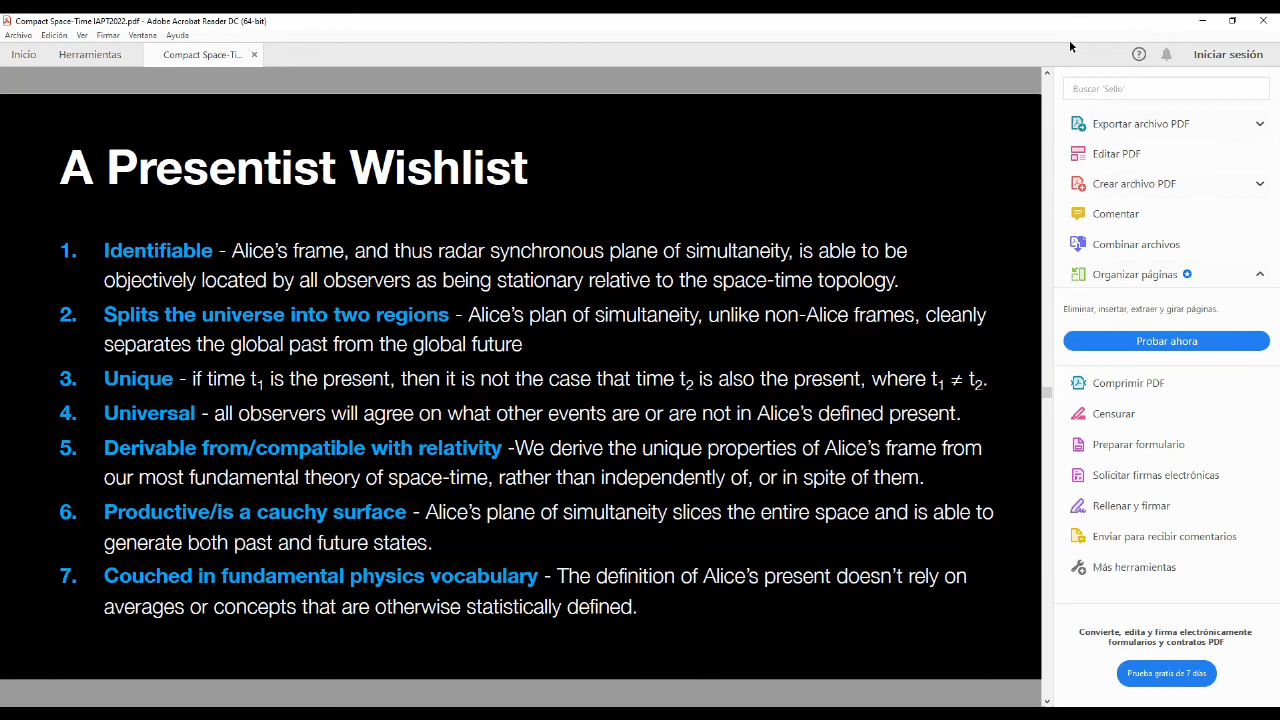 Compact Space-Time IAPT2022.pdf - Adobe Acrobat Reader DC (64-bit)
Archivo Edición Ver Firmar Ventana Ayuda
Inicio Herramientas Compact Space-Ti... × Iniciar sesión
A Presentist Wishlist
1. Identifiable - Alice's frame, and thus radar synchronous plane of simultaneity, is able to be
objectively located by all observers as being stationary relative to the space-time topology.
2. Splits the universe into two regions - Alice's plan of simultaneity, unlike non-Alice frames, cleanly
separates the global past from the global future
3. Unique - if time t₁ is the present, then it is not the case that time t₂ is also the present, where t₁ ≠ t₂.
4. Universal - all observers will agree on what other events are or are not in Alice's defined present.
5. Derivable from/compatible with relativity -We derive the unique properties of Alice's frame from
our most fundamental theory of space-time, rather than independently of, or in spite of them.
6. Productive/is a cauchy surface - Alice's plane of simultaneity slices the entire space and is able to
generate both past and future states.
7. Couched in fundamental physics vocabulary - The definition of Alice's present doesn't rely on
averages or concepts that are otherwise statistically defined.
Buscar 'Sello'
Exportar archivo PDF
Editar PDF
Crear archivo PDF
Comentar
Combinar archivos
Organizar páginas
Eliminar, insertar, extraer y girar páginas.
Probar ahora
Comprimir PDF
Censurar
Preparar formulario
Solicitar firmas electrónicas
Rellenar y firmar
Enviar para recibir comentarios
Más herramientas
Convierte, edita y firma electrónicamente
formularios y contratos PDF
Prueba gratis de 7 días